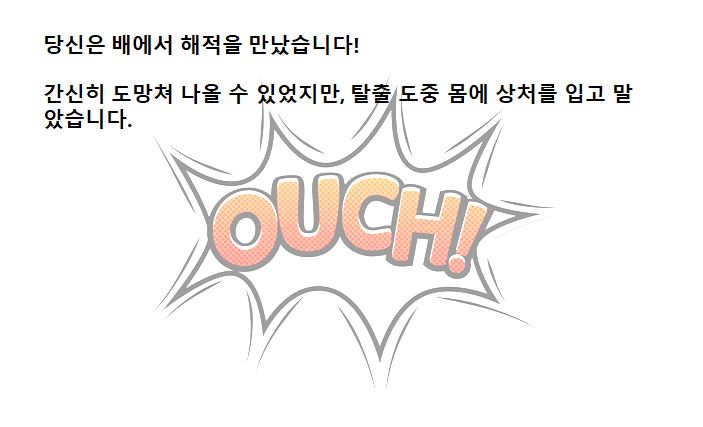 당신은 배에서 해적을 만났습니다!
간신히 도망쳐 나올 수 있었지만, 탈출 도중 몸에 상처를 입고 말
았습니다.
OUCH!